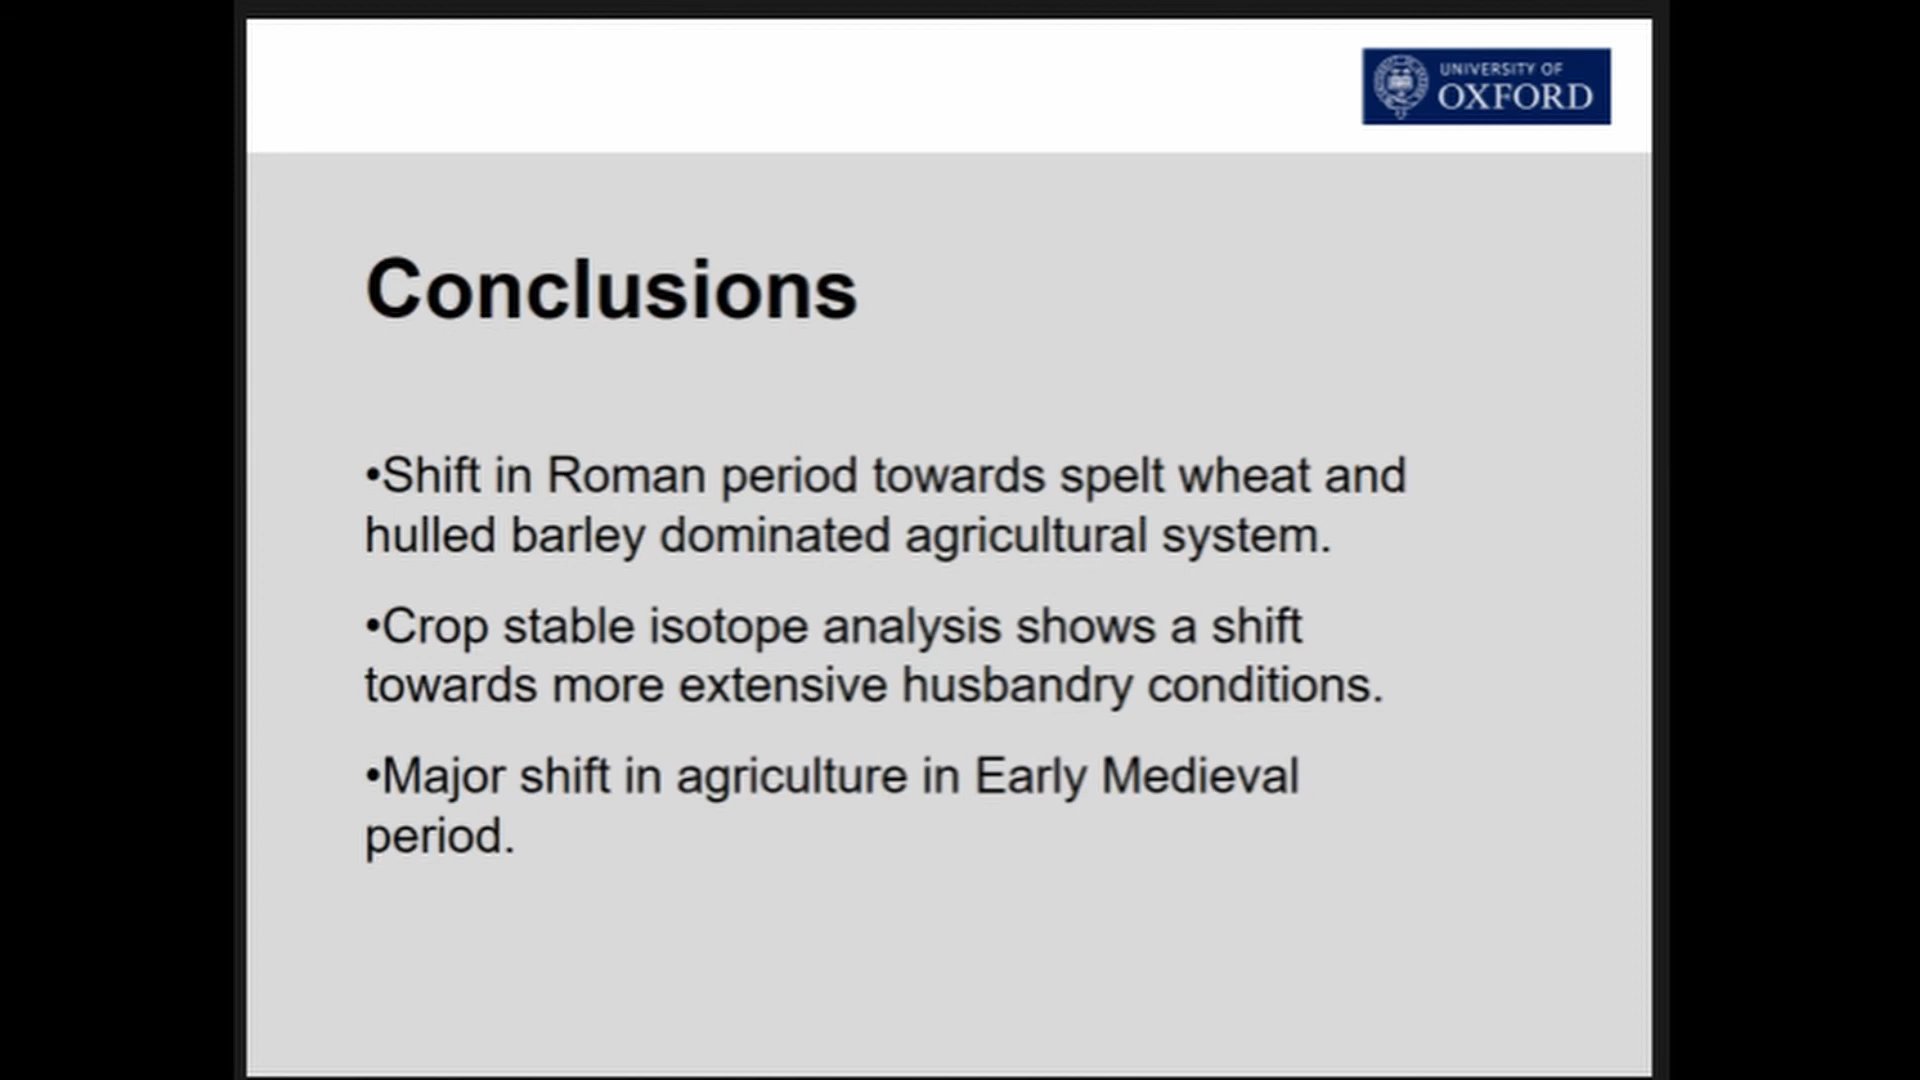 UNIVERSITY OF
OXFORD
Conclusions
•Shift in Roman period towards spelt wheat and
hulled barley dominated agricultural system.
•Crop stable isotope analysis shows a shift
towards more extensive husbandry conditions.
•Major shift in agriculture in Early Medieval
period.